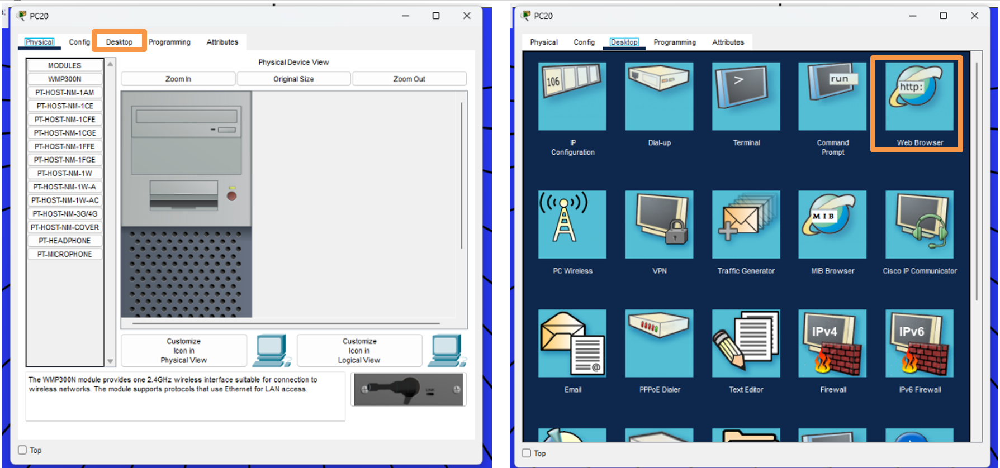 PC20
Physical
Config
Desktop
Programming
Attributes
MODULES
WMP300N
PT-HOST-NM-1AM
PT-HOST-NM-1CE
PT-HOST-NM-1CFE
PT-HOST-NM-1CGE
PT-HOST-NM-1FFE
PT-HOST-NM-1FGE
PT-HOST-NM-1W
PT-HOST-NM-1W-A
PT-HOST-NM-1W-AC
PT-HOST-NM-3G/4G
PT-HOST-NM-COVER
PT-HEADPHONE
PT-MICROPHONE
Physical Device View
Zoom In
Original Size
Zoom Out
Customize
Icon in
Physical View
Customize
Icon in
Logical View
The WMP300N module provides one 2.4GHz wireless interface suitable for connection to
wireless networks. The module supports protocols that use Ethernet for LAN access.
LINK
Top
PC20
Physical
Config
Desktop
Programming
Attributes
106
>
run
http:
IP
Configuration
Dial-up
Terminal
Command
Prompt
Web Browser
MIB
PC Wireless
VPN
Traffic Generator
MIB Browser
Cisco IP Communicator
@
IPv4
IPv6
Email
PPPoE Dialer
Text Editor
Firewall
IPv6 Firewall
Top